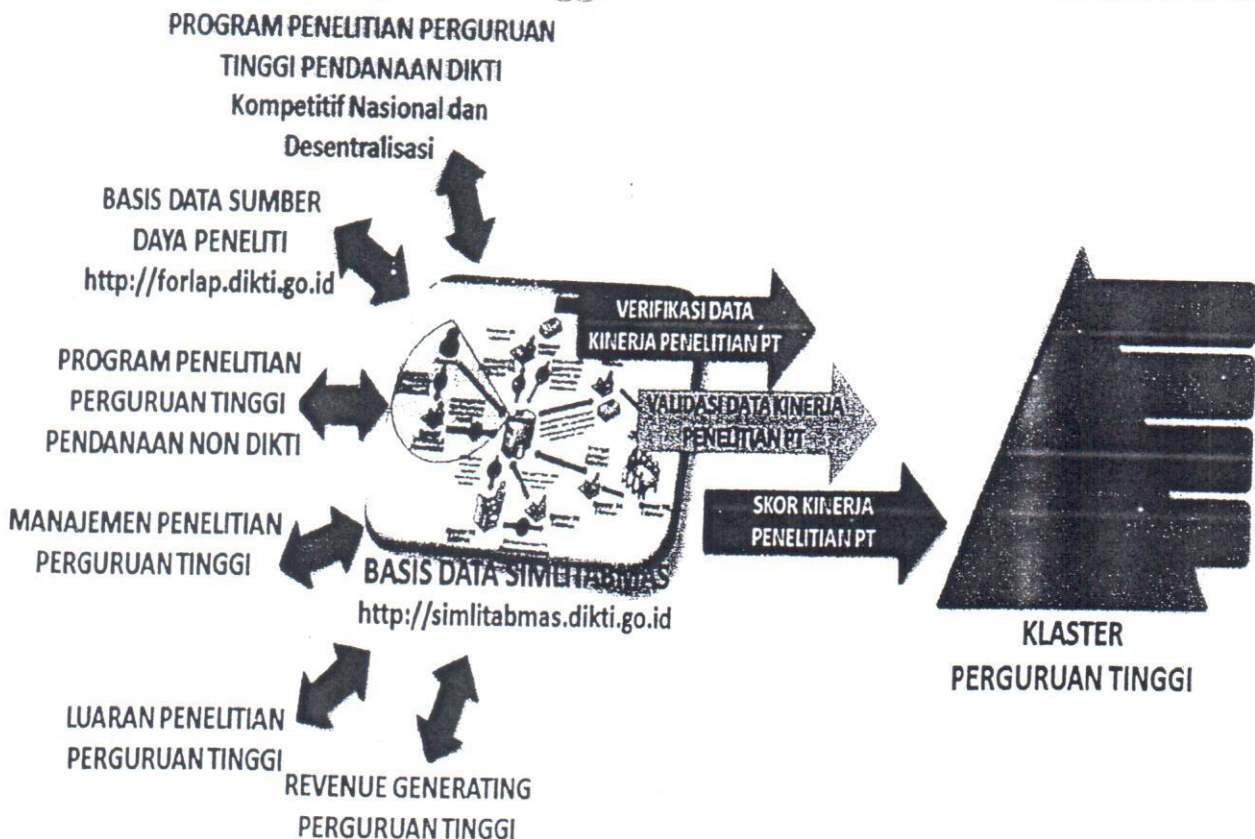 PROGRAM PENELITIAN PERGURUAN
TINGGI PENDANAAN DIKTI
Kompetitif Nasional dan
Desentralisasi
BASIS DATA SUMBER
DAYA PENELITI
http://forlap.dikti.go.id
PROGRAM PENELITIAN
PERGURUAN TINGGI
PENDANAAN NON DIKTI
MANAJEMEN PENELITIAN
PERGURUAN TINGGI
LUARAN PENELITIAN
PERGURUAN TINGGI
REVENUE GENERATING
PERGURUAN TINGGI
BASIS DATA SIMLITABMAS
http://simlitabmas.dikti.go.id
VERIFIKASI DATA
KINERJA PENELITIAN PT
VALIDASI DATA KINERJA
PENELITIAN PT
SKOR KINERJA
PENELITIAN PT
KLASTER
PERGURUAN TINGGI